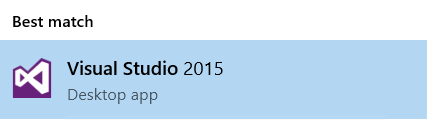 Best match
Visual Studio 2015
Desktop app